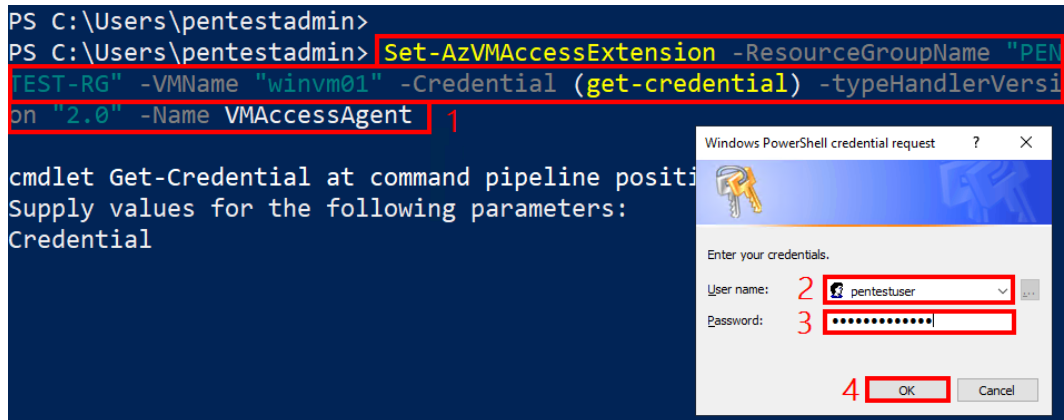 PS C:\Users\pentestadmin>
PS C:\Users\pentestadmin> Set-AzVMAccessExtension -ResourceGroupName "PEN
TEST-RG" -VMName "winvm01" -Credential (get-credential) -typeHandlerVersi
on "2.0" -Name VMAccessAgent 1
cmdlet Get-Credential at command pipeline positi
Supply values for the following parameters:
Credential
Windows PowerShell credential request ? X
Enter your credentials.
User name: 2 pentestuser ...
Password: 3 •••••••••••••
4 OK Cancel